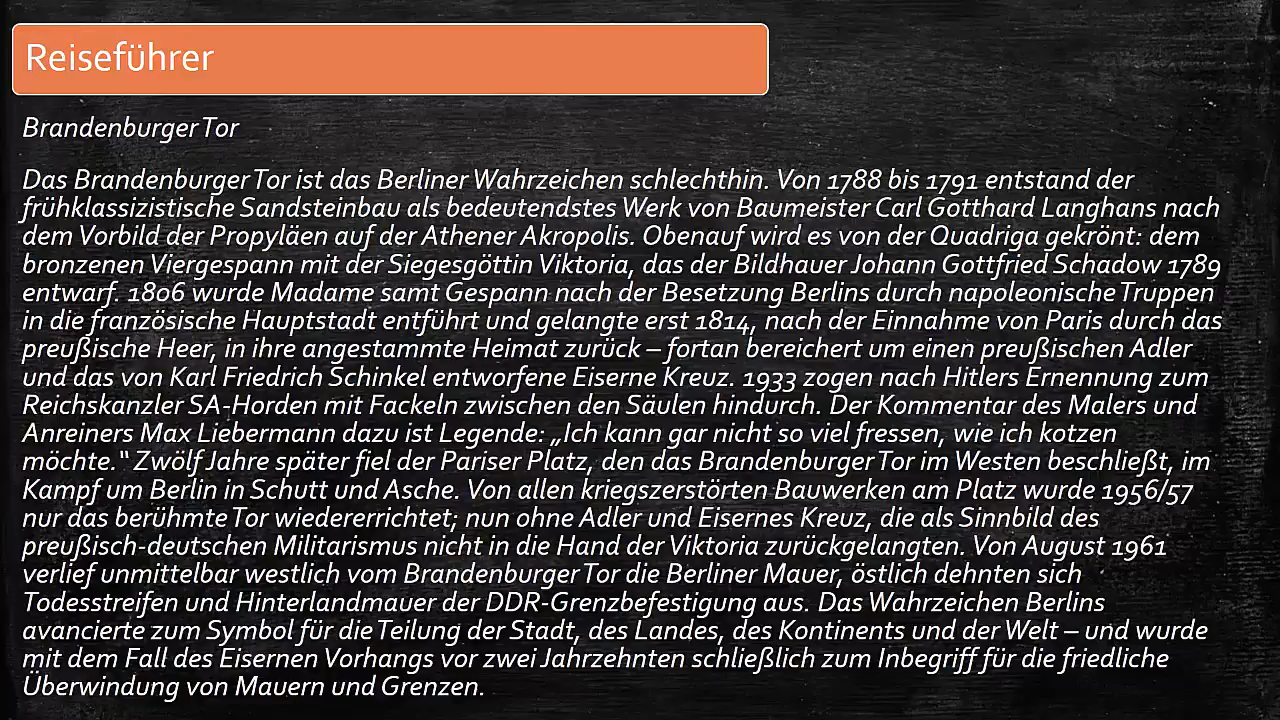 Reiseführer
Brandenburger Tor
Das Brandenburger Tor ist das Berliner Wahrzeichen schlechthin. Von 1788 bis 1791 entstand der
frühklassizistische Sandsteinbau als bedeutendstes Werk von Baumeister Carl Gotthard Langhans nach
dem Vorbild der Propyläen auf der Athener Akropolis. Obenauf wird es von der Quadriga gekrönt: dem
bronzenen Viergespann mit der Siegesgöttin Viktoria, das der Bildhauer Johann Gottfried Schadow 1789
entwarf. 1806 wurde Madame samt Gespann nach der Besetzung Berlins durch napoleonische Truppen
in die französische Hauptstadt entführt und gelangte erst 1814, nach der Einnahme von Paris durch das
preußische Heer, in ihre angestammte Heimat zurück – fortan bereichert um einen preußischen Adler
und das von Karl Friedrich Schinkel entworfene Eiserne Kreuz. 1933 zogen nach Hitlers Ernennung zum
Reichskanzler SA-Horden mit Fackeln zwischen den Säulen hindurch. Der Kommentar des Malers und
Anreiners Max Liebermann dazu ist Legende: „Ich kann gar nicht so viel fressen, wie ich kotzen
möchte.“ Zwölf Jahre später fiel der Pariser Platz, den das Brandenburger Tor im Westen beschließt, im
Kampf um Berlin in Schutt und Asche. Von allen kriegszerstörten Bauwerken am Platz wurde 1956/57
nur das berühmte Tor wiedererrichtet; nun ohne Adler und Eisernes Kreuz, die als Sinnbild des
preußisch-deutschen Militarismus nicht in die Hand der Viktoria zurückgelangten. Von August 1961
verlief unmittelbar westlich vom Brandenburger Tor die Berliner Mauer, östlich dehnten sich
Todesstreifen und Hinterlandmauer der DDR-Grenzbefestigung aus. Das Wahrzeichen Berlins
avancierte zum Symbol für die Teilung der Stadt, des Landes, des Kontinents und der Welt – und wurde
mit dem Fall des Eisernen Vorhangs vor zwei Jahrzehnten schließlich zum Inbegriff für die friedliche
Überwindung von Mauern und Grenzen.